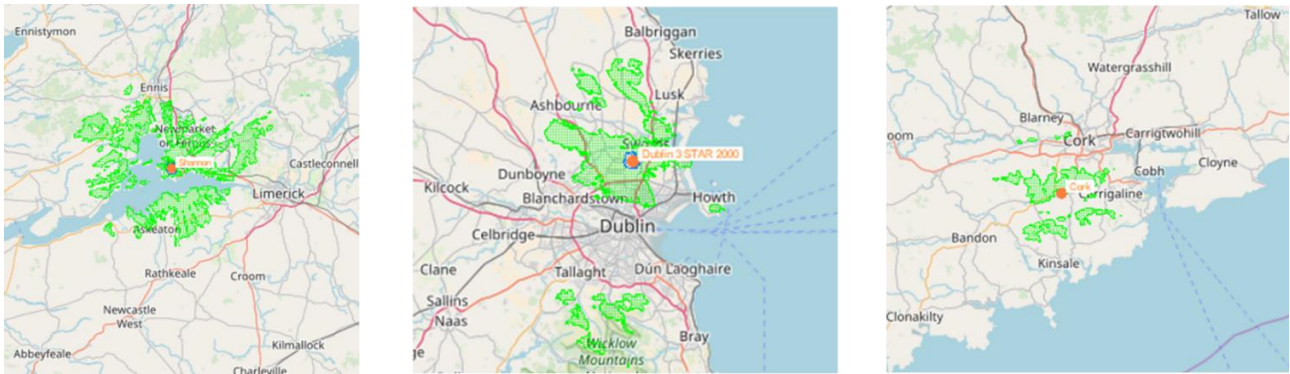 Ennistymon
Ennis
Newmarket
on Fergus
Shannon
Castleconnell
Limerick
Askeaton
Rathkeale
Croom
Newcastle
West
Kilmallock
Abbeyfeale
Charleville
Balbriggan
Skerries
Lusk
Ashbourne
Swords
Dublin 3 STAR 2000
Dunboyne
Kilcock
Blanchardstown
Howth
Dublin
Celbridge
Tallaght
Dún Laoghaire
Clane
Sallins
Naas
Bray
Wicklow
Mountains
Tallow
Watergrasshill
Blarney
oom
Cork
Carrigtwohill
Cloyne
Cobh
Cork
Carrigaline
Bandon
Kinsale
Clonakilty